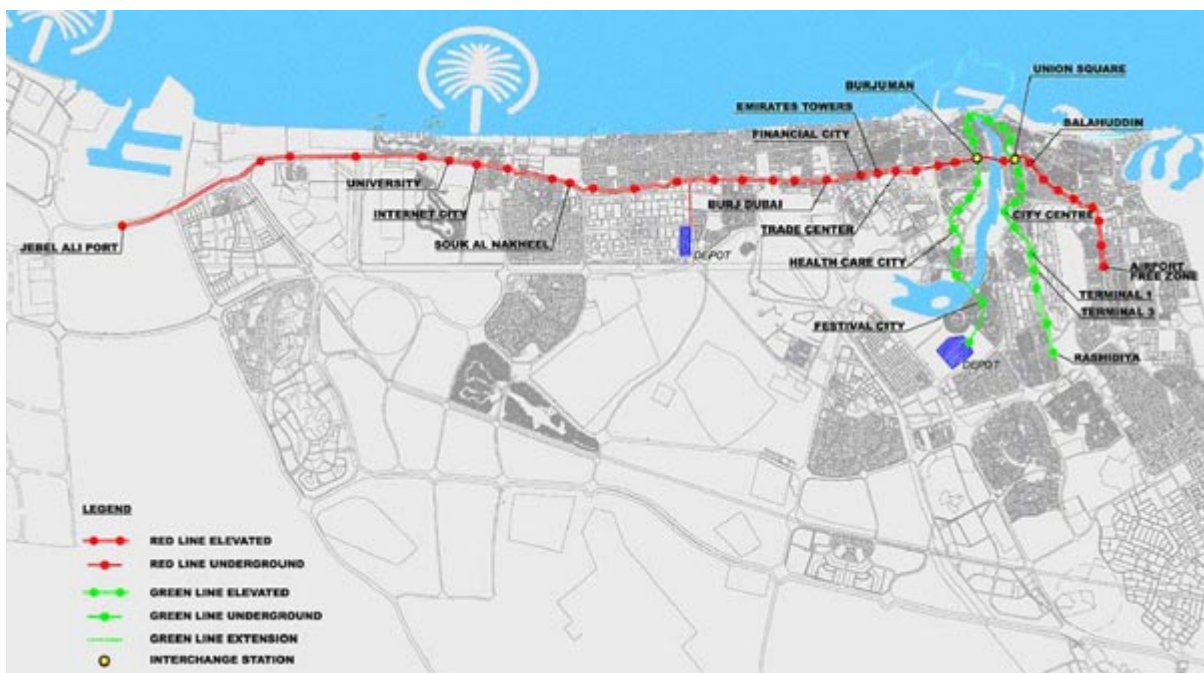 UNION SQUARE
BURJUMAN
EMIRATES TOWERS
FINANCIAL CITY
SALAHUDDIN
UNIVERSITY
INTERNET CITY
SOUK AL NAKHEEL
BURJ DUBAI
TRADE CENTER
CITY CENTRE
JEBEL ALI PORT
DEPOT
HEALTH CARE CITY
AIRPORT
FREE ZONE
TERMINAL 1
TERMINAL 3
FESTIVAL CITY
DEPOT
RASHIDIYA
LEGEND
RED LINE ELEVATED
RED LINE UNDERGROUND
GREEN LINE ELEVATED
GREEN LINE UNDERGROUND
GREEN LINE EXTENSION
INTERCHANGE STATION